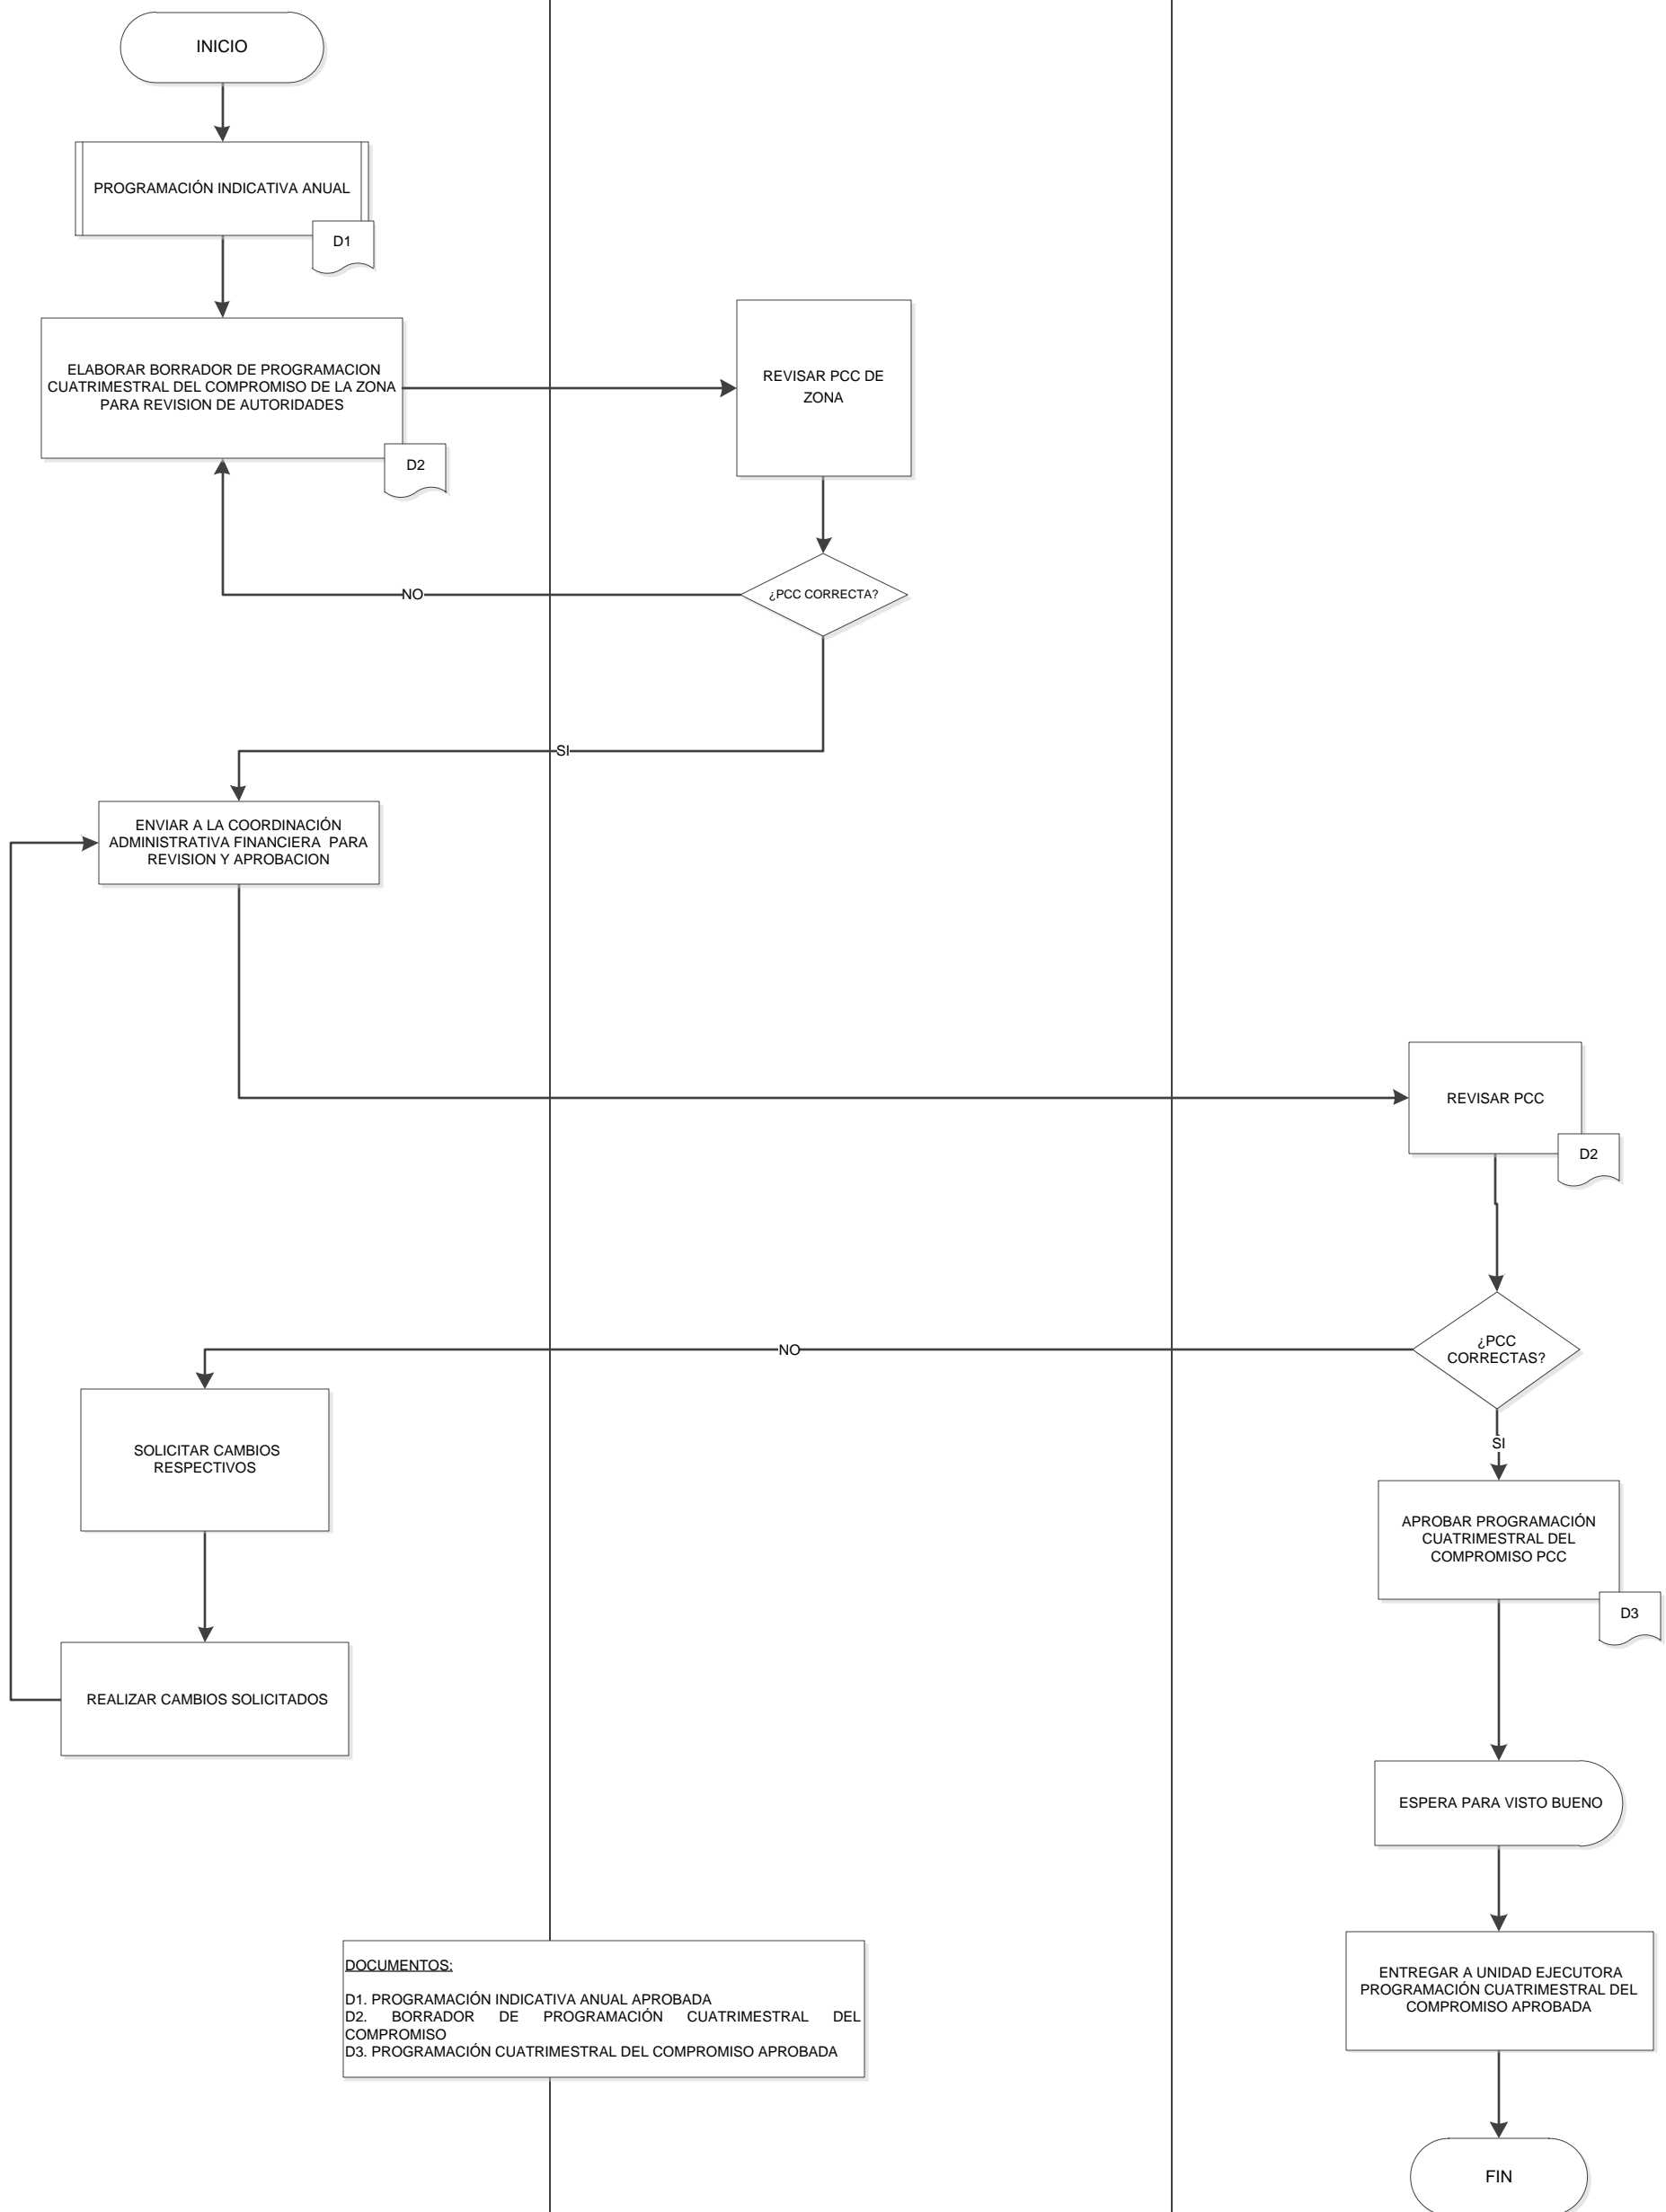 INICIO
PROGRAMACIÓN INDICATIVA ANUAL
D1
ELABORAR BORRADOR DE PROGRAMACION
CUATRIMESTRAL DEL COMPROMISO DE LA ZONA
PARA REVISION DE AUTORIDADES
D2
REVISAR PCC DE
ZONA
¿PCC CORRECTA?
NO
SI
ENVIAR A LA COORDINACIÓN
ADMINISTRATIVA FINANCIERA PARA
REVISION Y APROBACION
REVISAR PCC
D2
¿PCC
CORRECTAS?
NO
SI
SOLICITAR CAMBIOS
RESPECTIVOS
REALIZAR CAMBIOS SOLICITADOS
APROBAR PROGRAMACIÓN
CUATRIMESTRAL DEL
COMPROMISO PCC
D3
ESPERA PARA VISTO BUENO
ENTREGAR A UNIDAD EJECUTORA
PROGRAMACIÓN CUATRIMESTRAL DEL
COMPROMISO APROBADA
FIN
DOCUMENTOS:
D1. PROGRAMACIÓN INDICATIVA ANUAL APROBADA
D2. BORRADOR DE PROGRAMACIÓN CUATRIMESTRAL DEL
COMPROMISO
D3. PROGRAMACIÓN CUATRIMESTRAL DEL COMPROMISO APROBADA